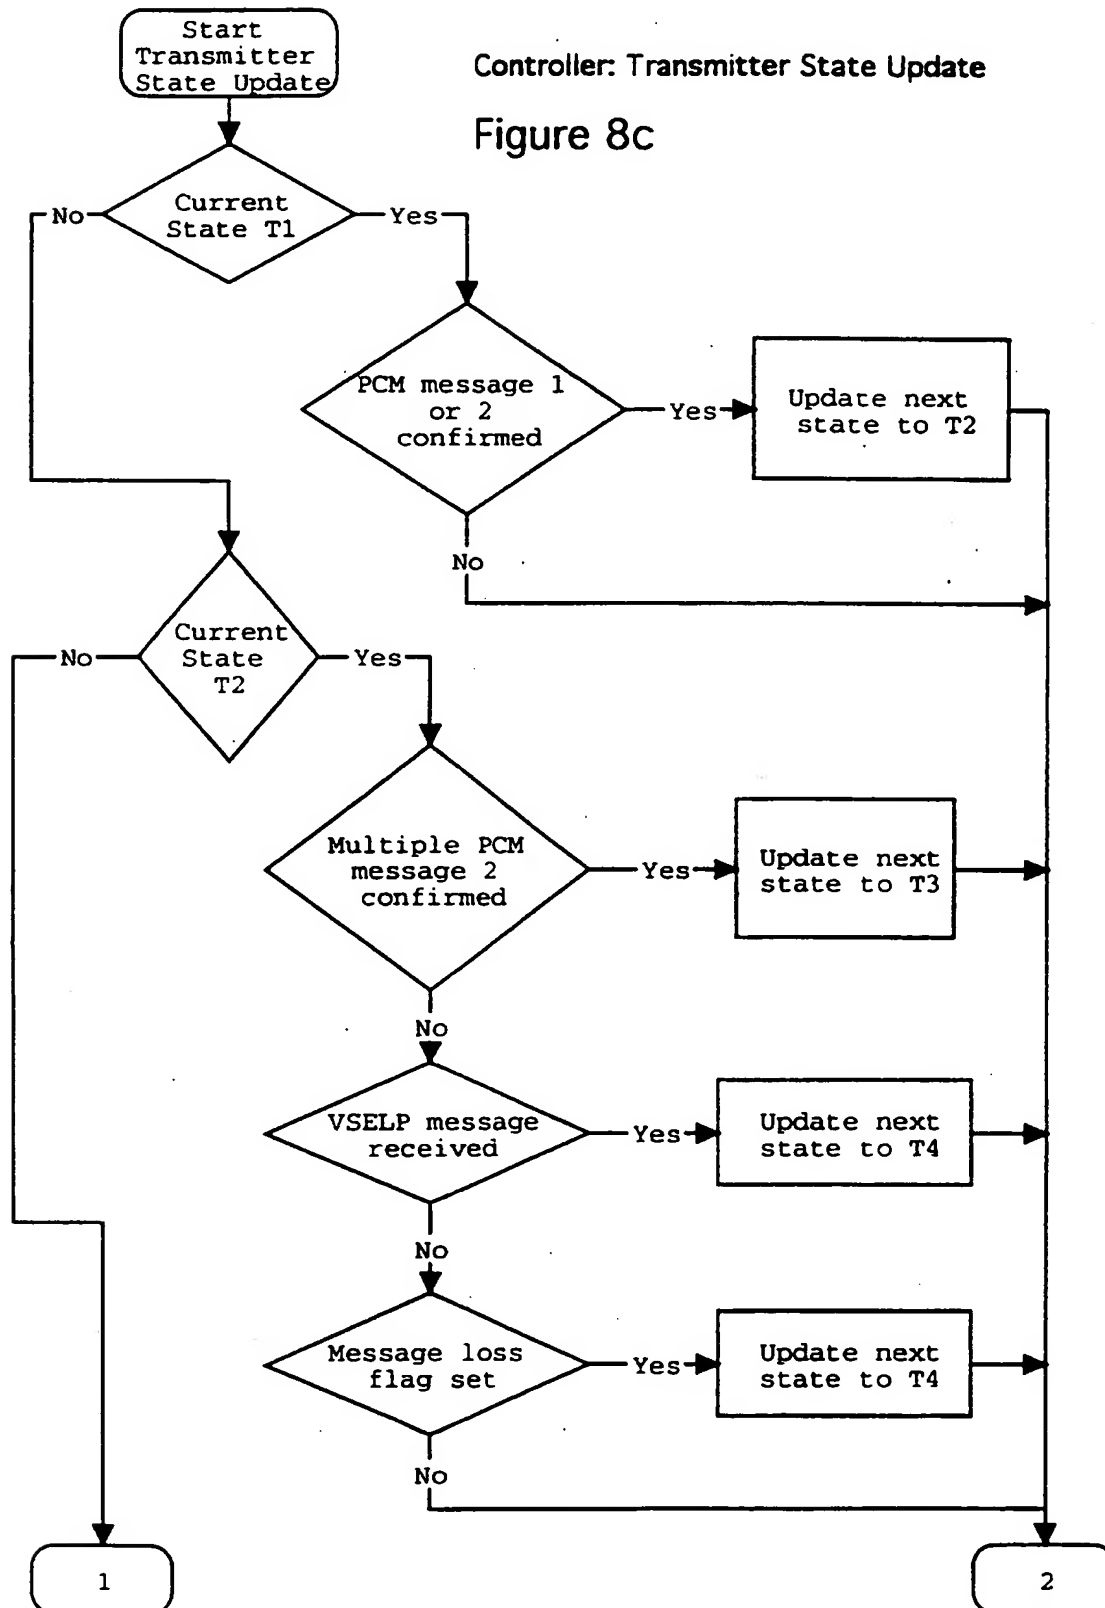 Start
Transmitter
State Update
Controller: Transmitter State Update
Figure 8c
Current
State T1
No
Yes
PCM message 1
or 2
confirmed
Yes
Update next
state to T2
No
Current
State
T2
No
Yes
Multiple PCM
message 2
confirmed
Yes
Update next
state to T3
No
VSELP message
received
Yes
Update next
state to T4
No
Message loss
flag set
Yes
Update next
state to T4
No
1
2